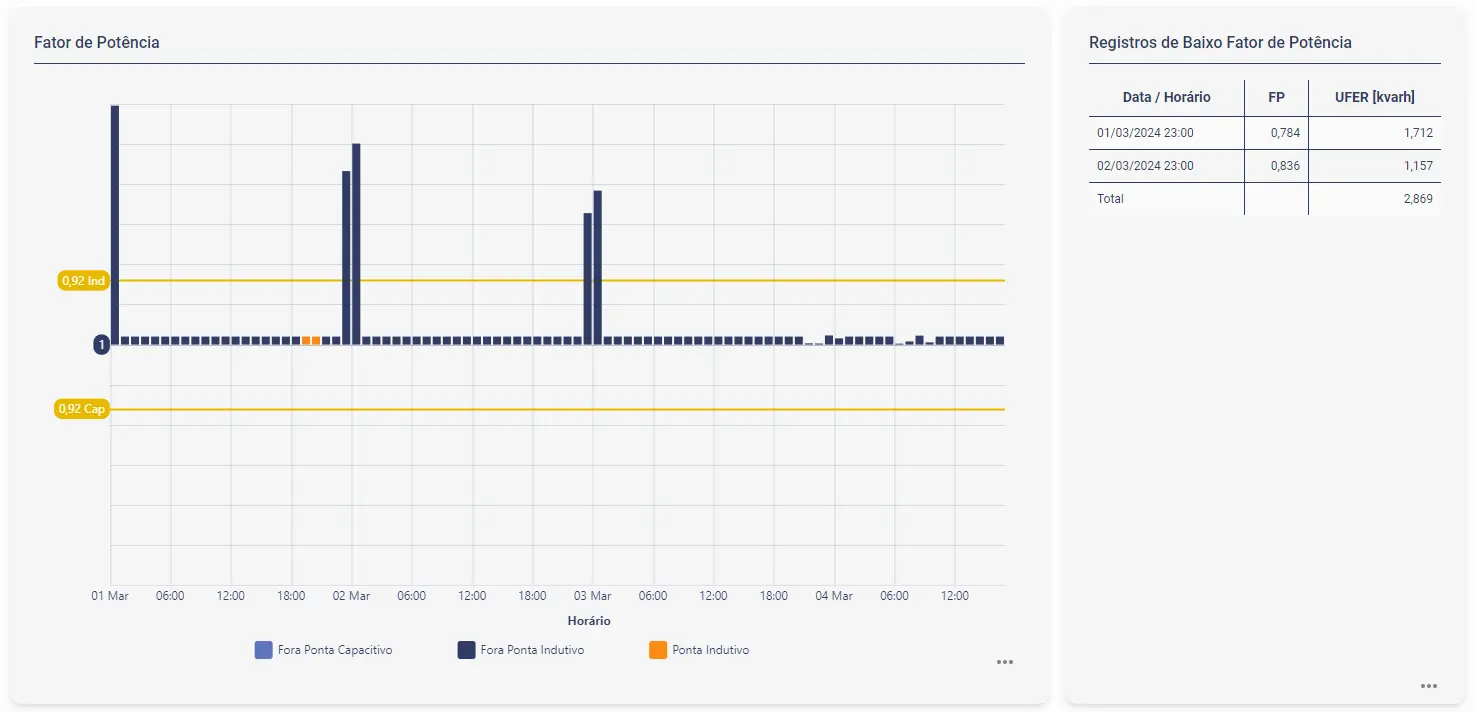 Fator de Potência
0,92 Ind
1
0,92 Cap
01 Mar 06:00 12:00 18:00 02 Mar 06:00 12:00 18:00 03 Mar 06:00 12:00 18:00 04 Mar 06:00 12:00
Horário
Fora Ponta Capacitivo Fora Ponta Indutivo Ponta Indutivo
Registros de Baixo Fator de Potência
Data / Horário FP UFER [kvarh]
01/03/2024 23:00 0,784 1,712
02/03/2024 23:00 0,836 1,157
Total 2,869